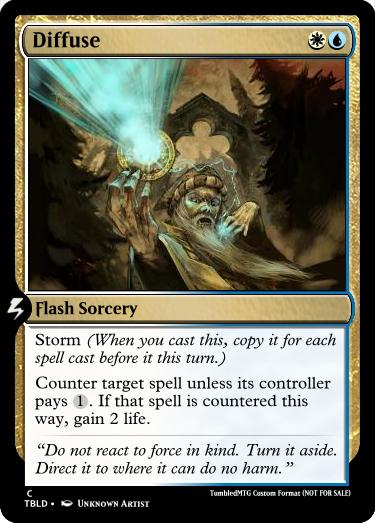 Diffuse
Flash Sorcery
Storm (When you cast this, copy it for each
spell cast before it this turn.)
Counter target spell unless its controller
pays 1. If that spell is countered this
way, gain 2 life.
“Do not react to force in kind. Turn it aside.
Direct it to where it can do no harm.”
C
TBLD • Unknown Artist
TumbledMTG Custom Format (NOT FOR SALE)